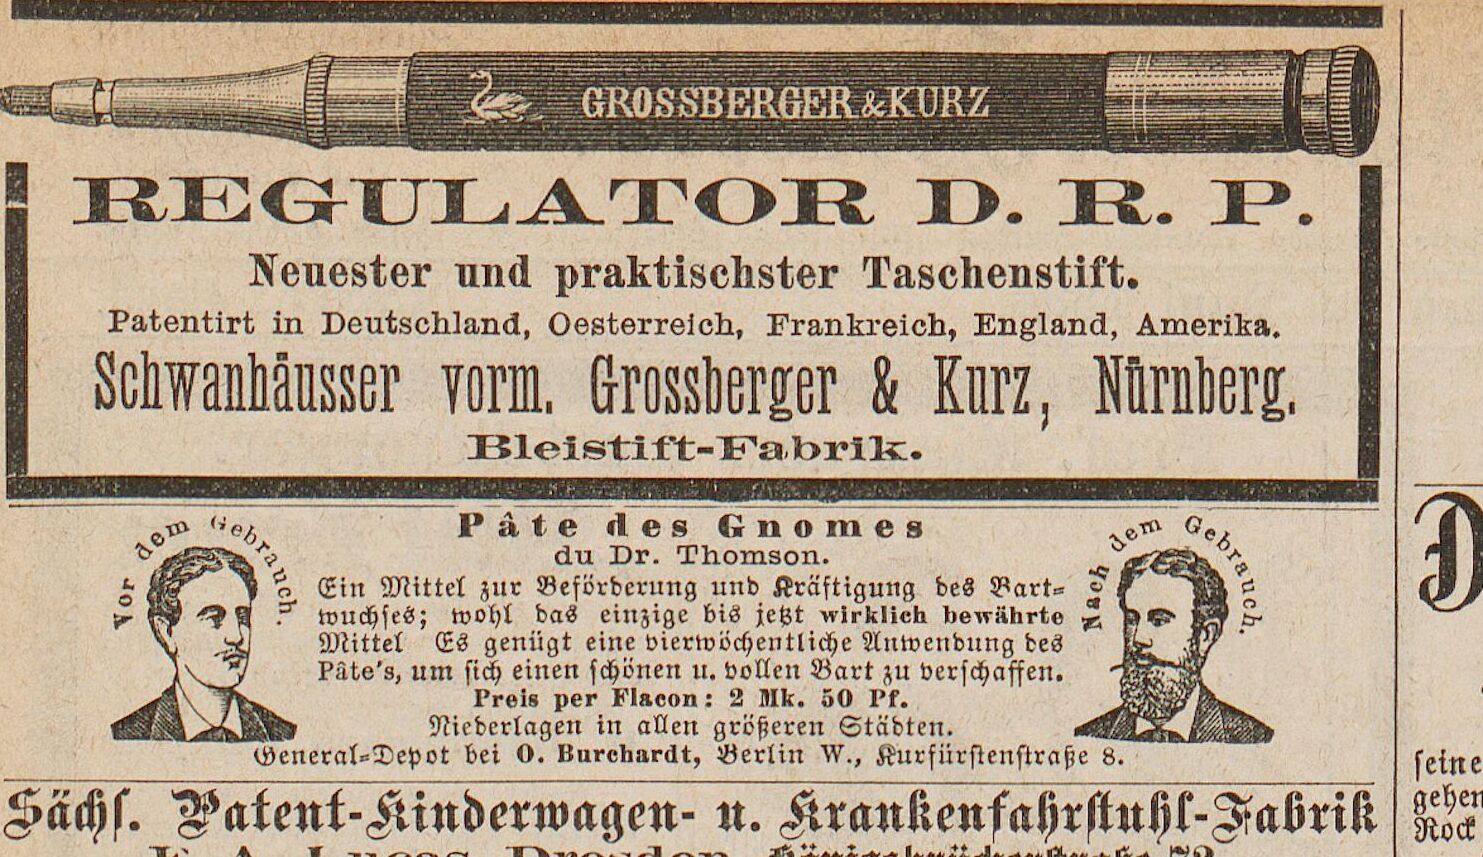 GROSSBERGER & KURZ
REGULATOR D. R. P.
Neuester und praktischster Taschenstift.
Patentirt in Deutschland, Oesterreich, Frankreich, England, Amerika.
Schwanhäusser vorm. Grossberger & Kurz, Nürnberg.
Bleistift-Fabrik.
Vor dem Gebrauch.
Pâte des Gnomes
du Dr. Thomson.
Ein Mittel zur Beförderung und Kräftigung des Bart-
wuchses; wohl das einzige bis jetzt wirklich bewährte
Mittel Es genügt eine vierwöchentliche Anwendung des
Pâte's, um sich einen schönen u. vollen Bart zu verschaffen.
Preis per Flacon: 2 Mk. 50 Pf.
Niederlagen in allen größeren Städten.
General-Depot bei O. Burchardt, Berlin W., Kurfürstenstraße 8.
Nach dem Gebrauch.
Sächs. Patent-Kinderwagen- u. Krankenfahrstuhl-Fabrik
seine
gehen
Rock